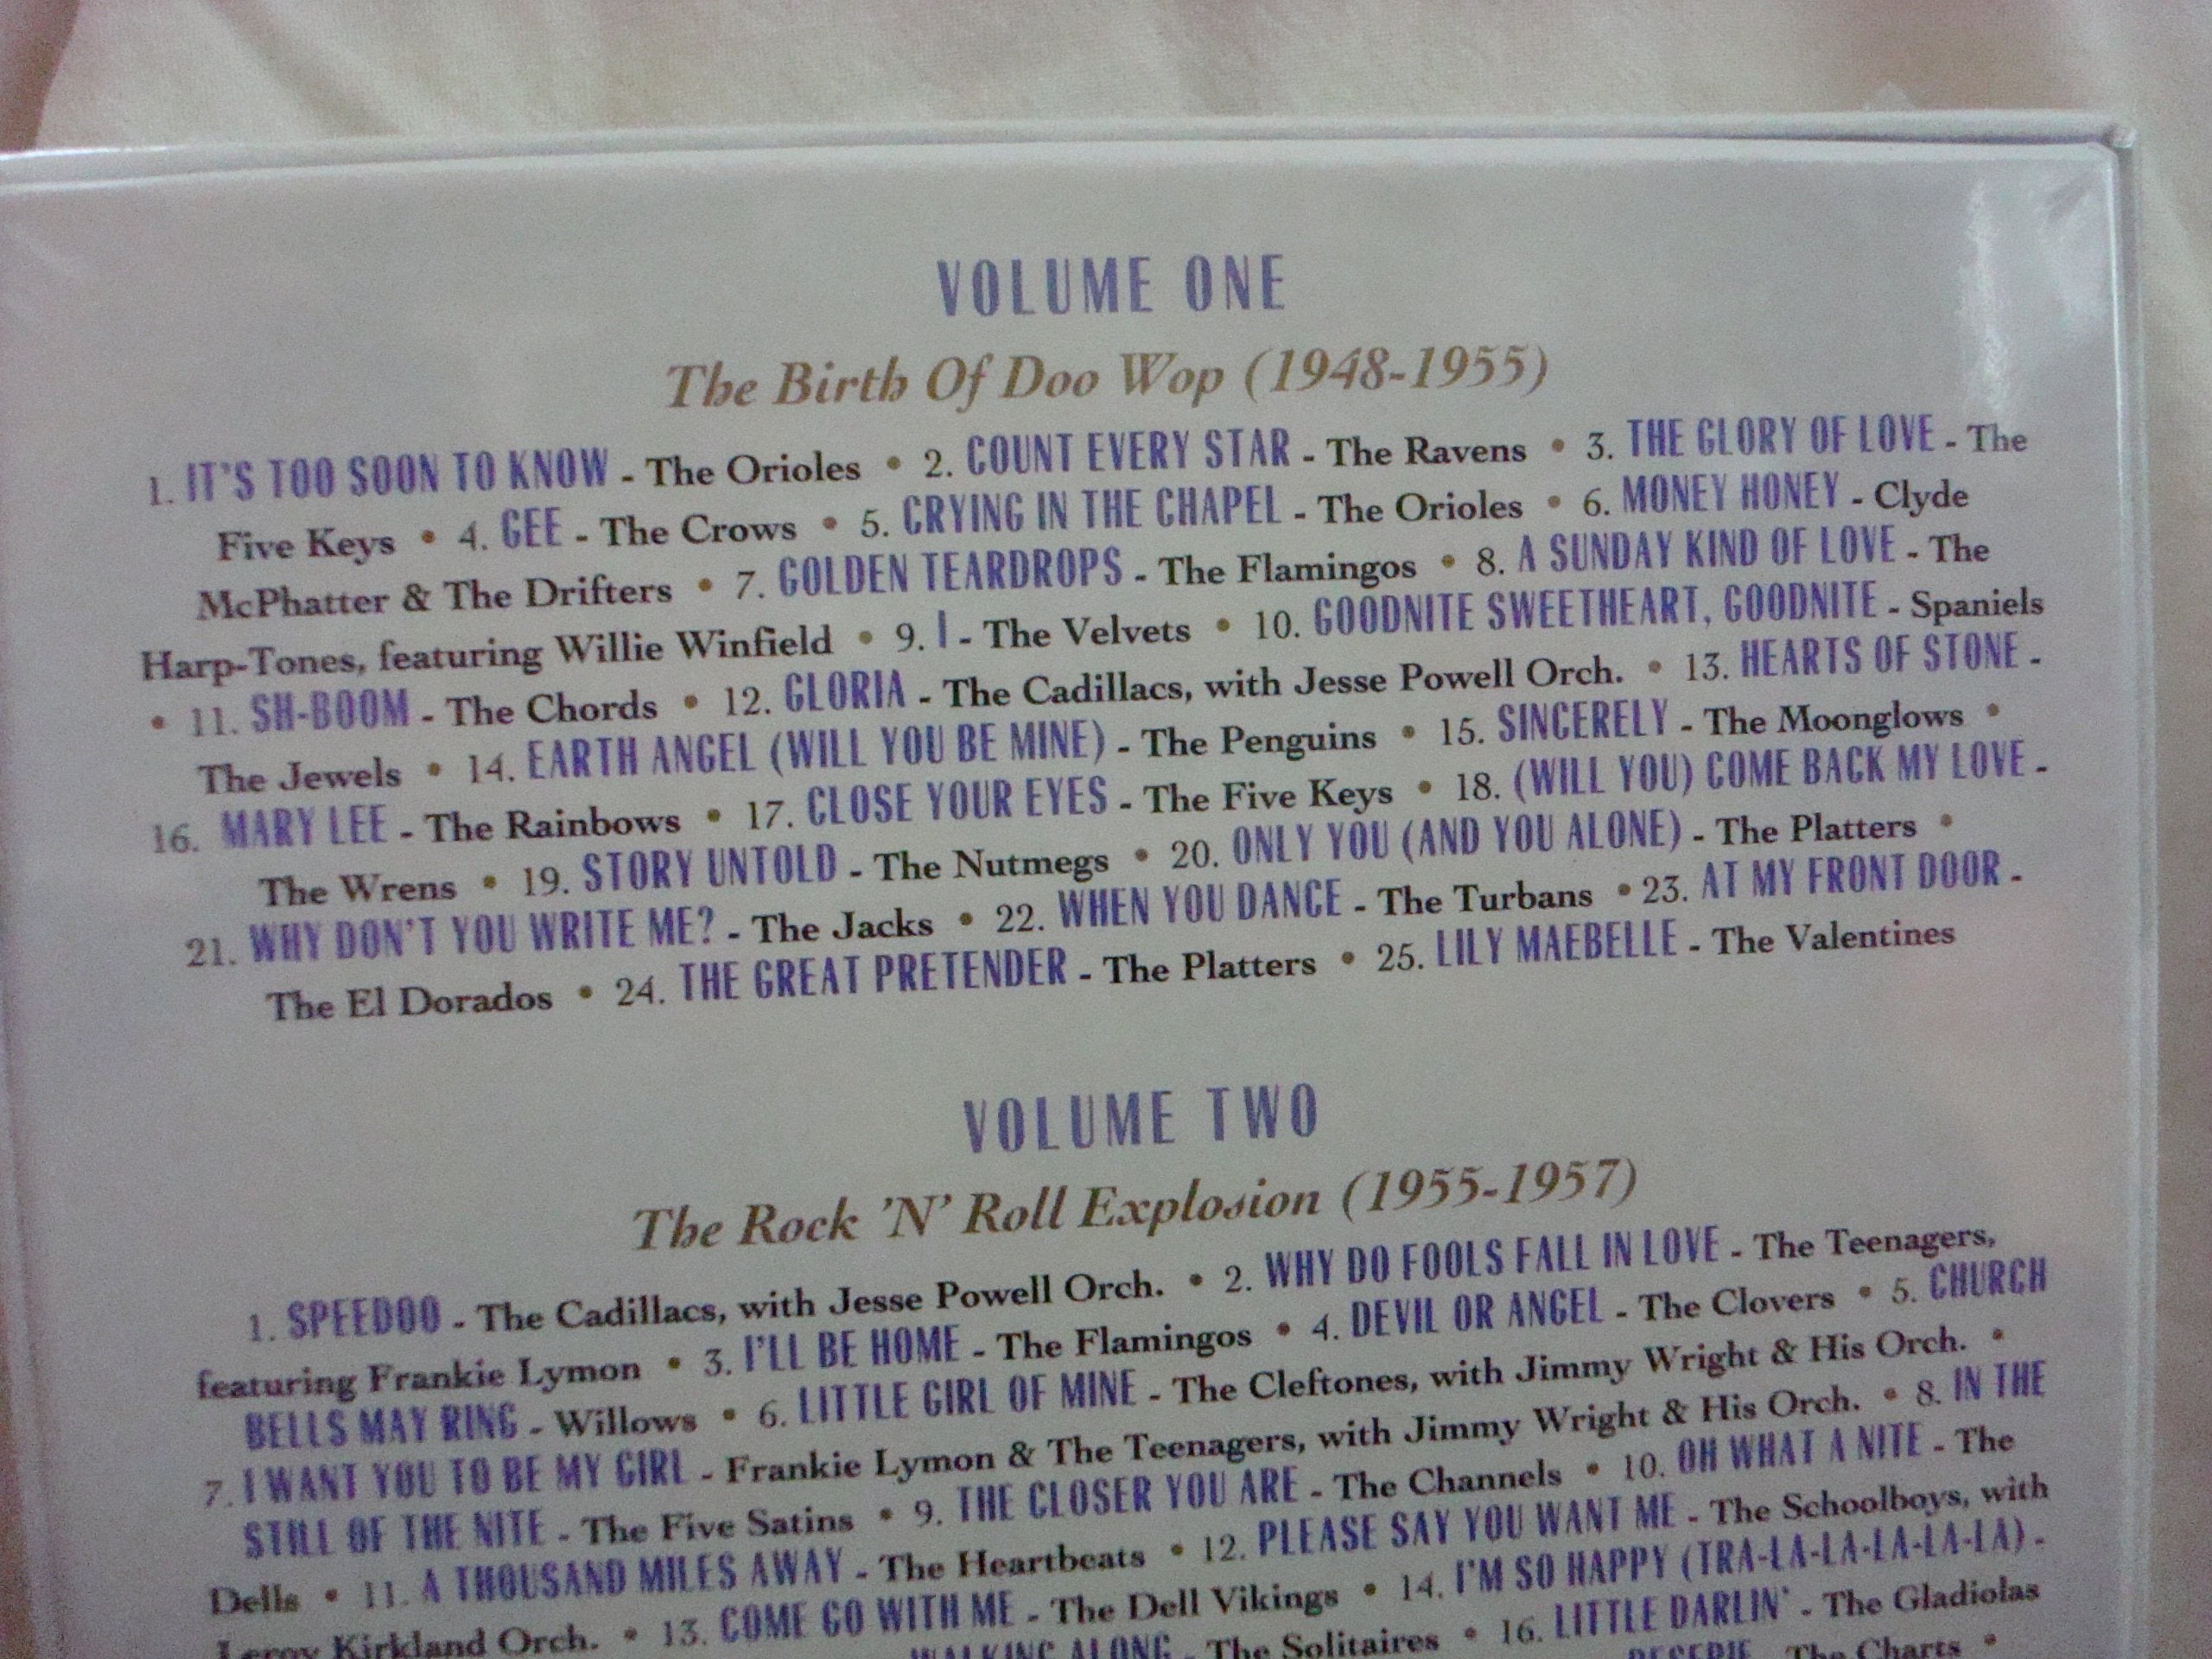 VOLUME ONE
The Birth Of Doo Wop (1948-1955)
1. IT'S TOO SOON TO KNOW - The Orioles • 2. COUNT EVERY STAR - The Ravens • 3. THE GLORY OF LOVE - The
Five Keys • 4. GEE - The Crows • 5. CRYING IN THE CHAPEL - The Orioles • 6. MONEY HONEY - Clyde
McPhatter & The Drifters • 7. GOLDEN TEARDROPS - The Flamingos • 8. A SUNDAY KIND OF LOVE - The
Harp-Tones, featuring Willie Winfield • 9. I - The Velvets • 10. GOODNITE SWEETHEART, GOODNITE - Spaniels
• 11. SH-BOOM - The Chords • 12. GLORIA - The Cadillacs, with Jesse Powell Orch. • 13. HEARTS OF STONE -
The Jewels • 14. EARTH ANGEL (WILL YOU BE MINE) - The Penguins • 15. SINCERELY - The Moonglows •
16. MARY LEE - The Rainbows • 17. CLOSE YOUR EYES - The Five Keys • 18. (WILL YOU) COME BACK MY LOVE -
The Wrens • 19. STORY UNTOLD - The Nutmegs • 20. ONLY YOU (AND YOU ALONE) - The Platters •
21. WHY DON'T YOU WRITE ME? - The Jacks • 22. WHEN YOU DANCE - The Turbans • 23. AT MY FRONT DOOR -
The El Dorados • 24. THE GREAT PRETENDER - The Platters • 25. LILY MAEBELLE - The Valentines
VOLUME TWO
The Rock 'N' Roll Explosion (1955-1957)
1. SPEEDOO - The Cadillacs, with Jesse Powell Orch. • 2. WHY DO FOOLS FALL IN LOVE - The Teenagers,
featuring Frankie Lymon • 3. I'LL BE HOME - The Flamingos • 4. DEVIL OR ANGEL - The Clovers • 5. CHURCH
BELLS MAY RING - Willows • 6. LITTLE GIRL OF MINE - The Cleftones, with Jimmy Wright & His Orch. •
7. I WANT YOU TO BE MY GIRL - Frankie Lymon & The Teenagers, with Jimmy Wright & His Orch. • 8. IN THE
STILL OF THE NITE - The Five Satins • 9. THE CLOSER YOU ARE - The Channels • 10. OH WHAT A NITE - The
Dells • 11. A THOUSAND MILES AWAY - The Heartbeats • 12. PLEASE SAY YOU WANT ME - The Schoolboys, with
Leroy Kirkland Orch. • 13. COME GO WITH ME - The Dell Vikings • 14. I'M SO HAPPY (TRA-LA-LA-LA-LA-LA) -
WALKING ALONG - The Solitaires • 16. LITTLE DARLIN' - The Gladiolas
DESERIE - The Charts •